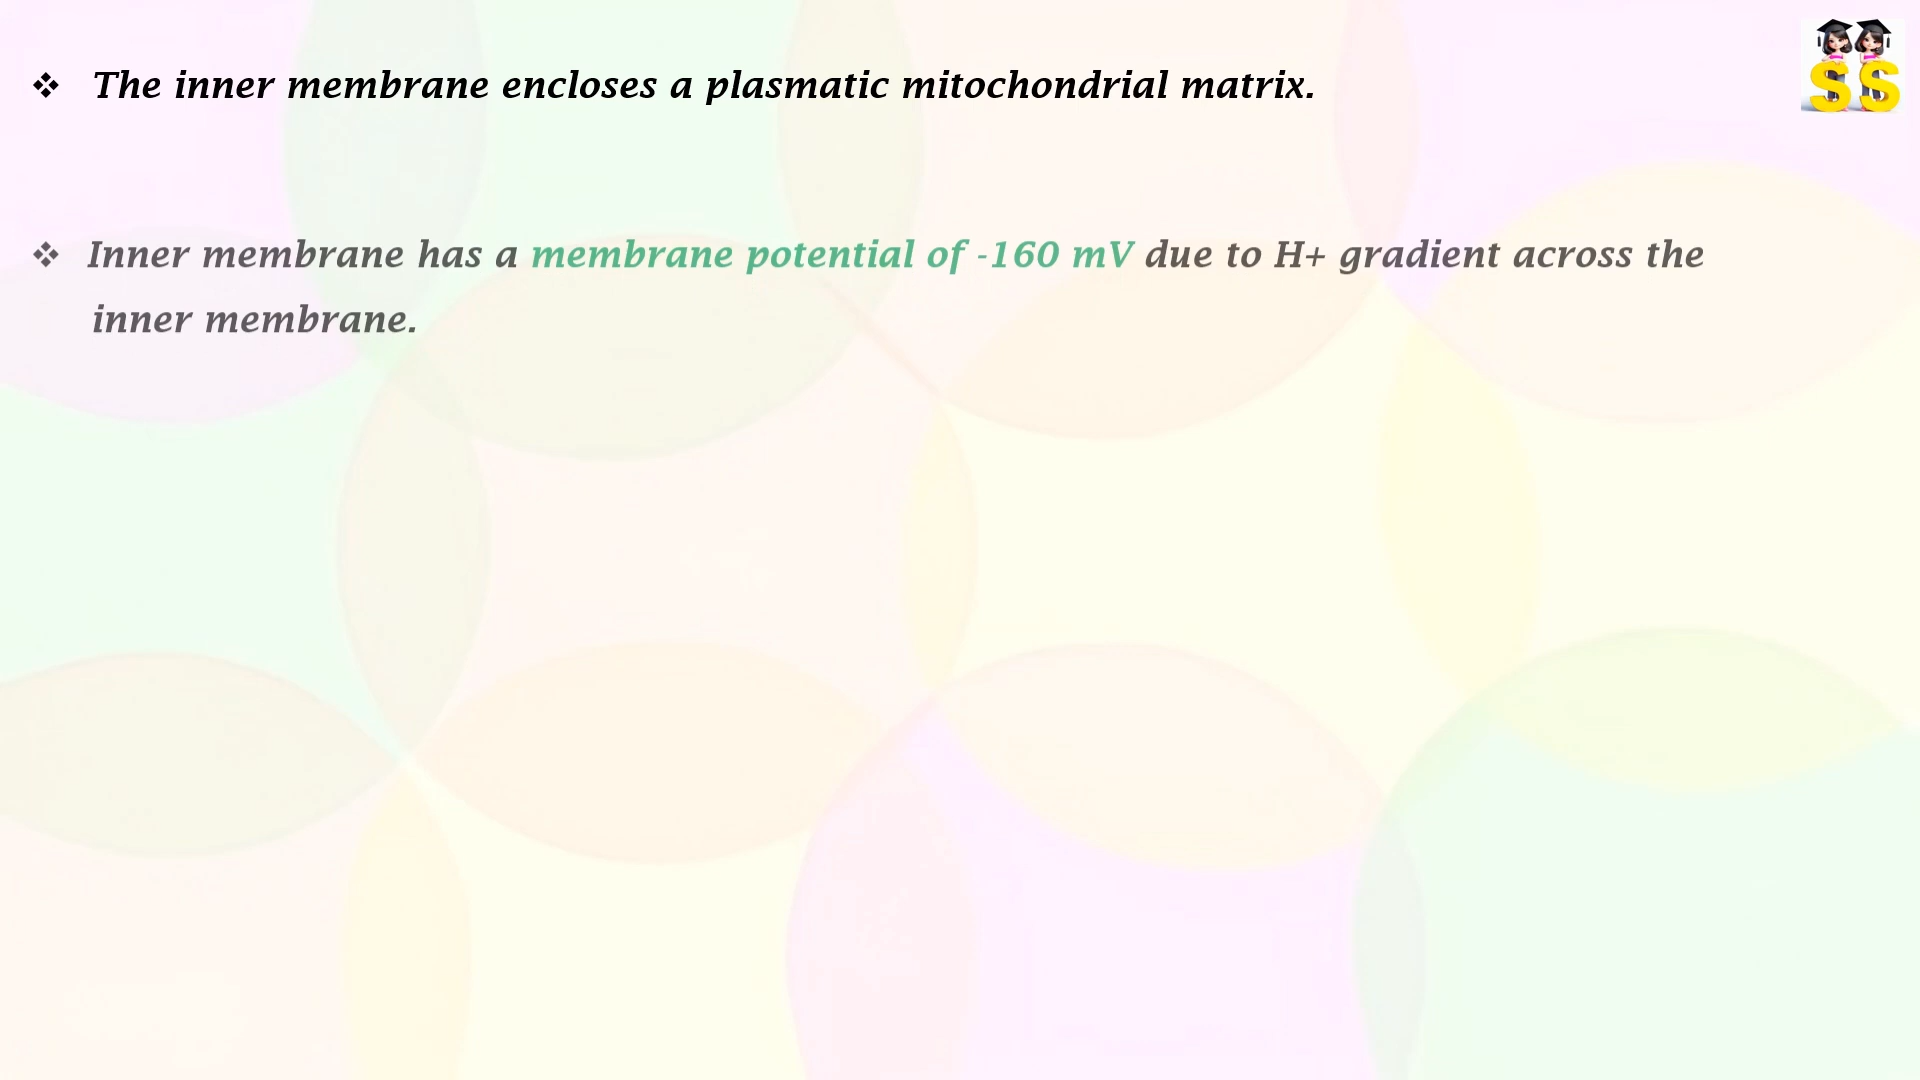 ❖ The inner membrane encloses a plasmatic mitochondrial matrix.
SS
❖ Inner membrane has a membrane potential of -160 mV due to H+ gradient across the
inner membrane.